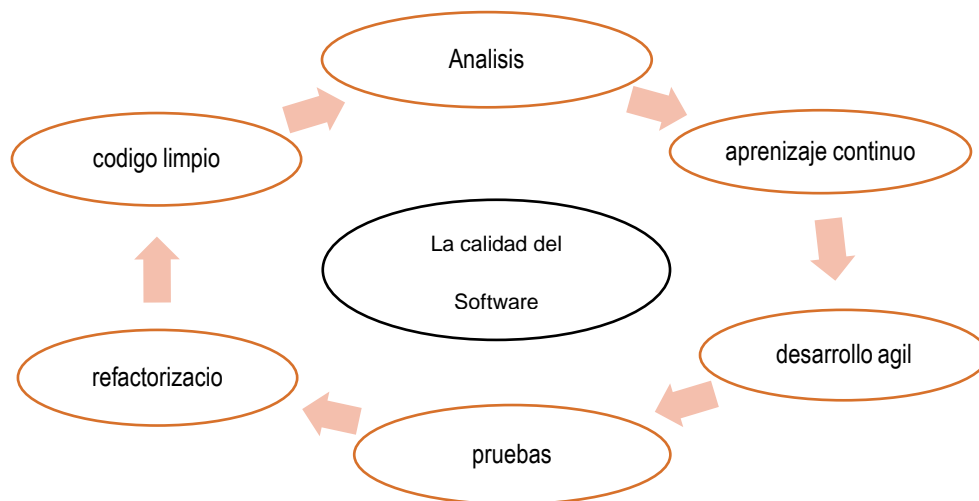 Analisis
codigo limpio
aprenizaje continuo
La calidad del
Software
refactorizacio
desarrollo agil
pruebas